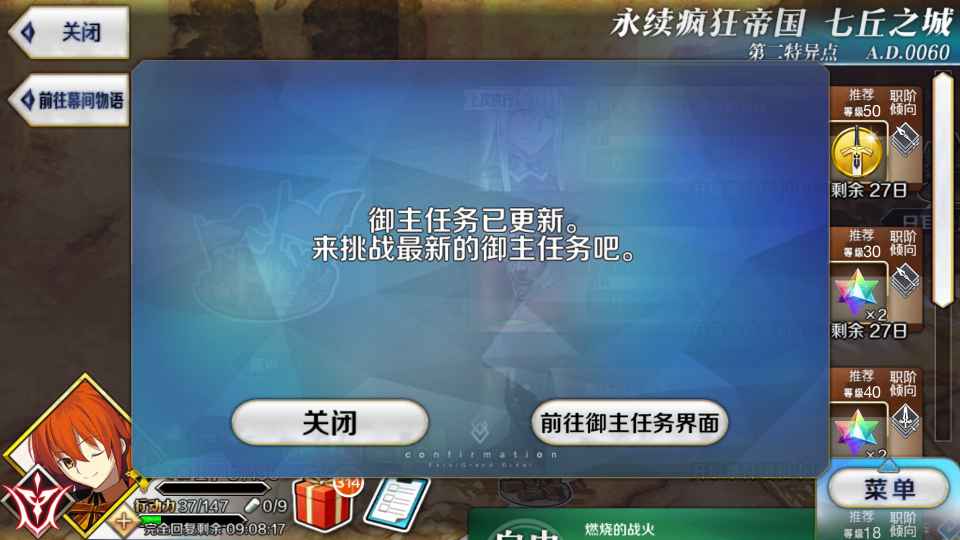 关闭
前往幕间物语
永续疯狂帝国 七丘之城
第二特异点 A.D.0060
上次执行
御主任务已更新。
来挑战最新的御主任务吧。
关闭
前往御主任务界面
confirmation
Fate/Grand Order
推荐
等级50
职阶
倾向
剩余 27日
推荐
等级30
职阶
倾向
×2
剩余 27日
推荐
等级40
职阶
倾向
×2
菜单
推荐
等级18
职阶
倾向
314
行动力 37/147
0/9
完全回复剩余 09:08:17
自由
燃烧的战火